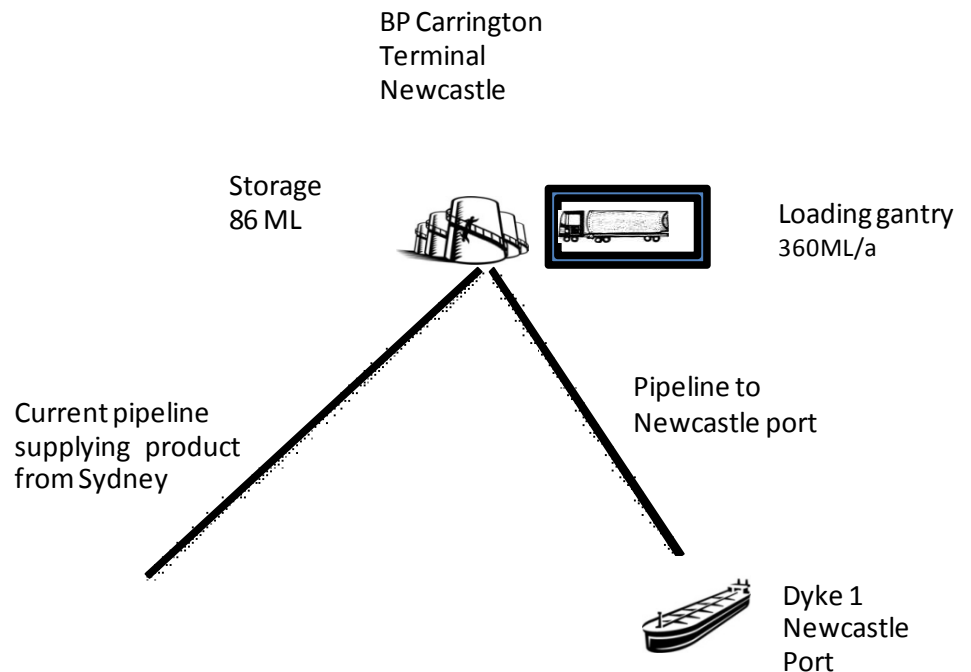 BP Carrington
Terminal
Newcastle
Storage
86 ML
Loading gantry
360ML/a
Current pipeline
supplying product
from Sydney
Pipeline to
Newcastle port
Dyke 1
Newcastle
Port